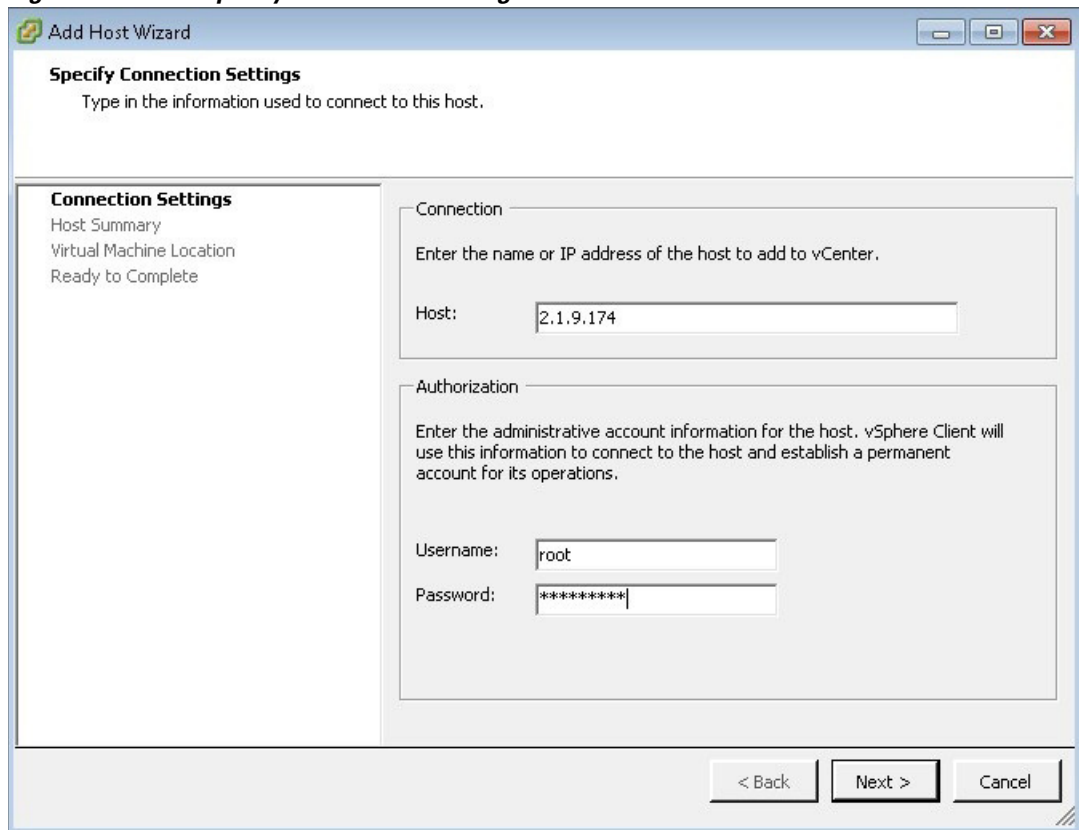 Add Host Wizard
Specify Connection Settings
Type in the information used to connect to this host.
Connection Settings
Host Summary
Virtual Machine Location
Ready to Complete
Connection
Enter the name or IP address of the host to add to vCenter.
Host: 2.1.9.174
Authorization
Enter the administrative account information for the host. vSphere Client will
use this information to connect to the host and establish a permanent
account for its operations.
Username: root
Password: *********
< Back Next > Cancel